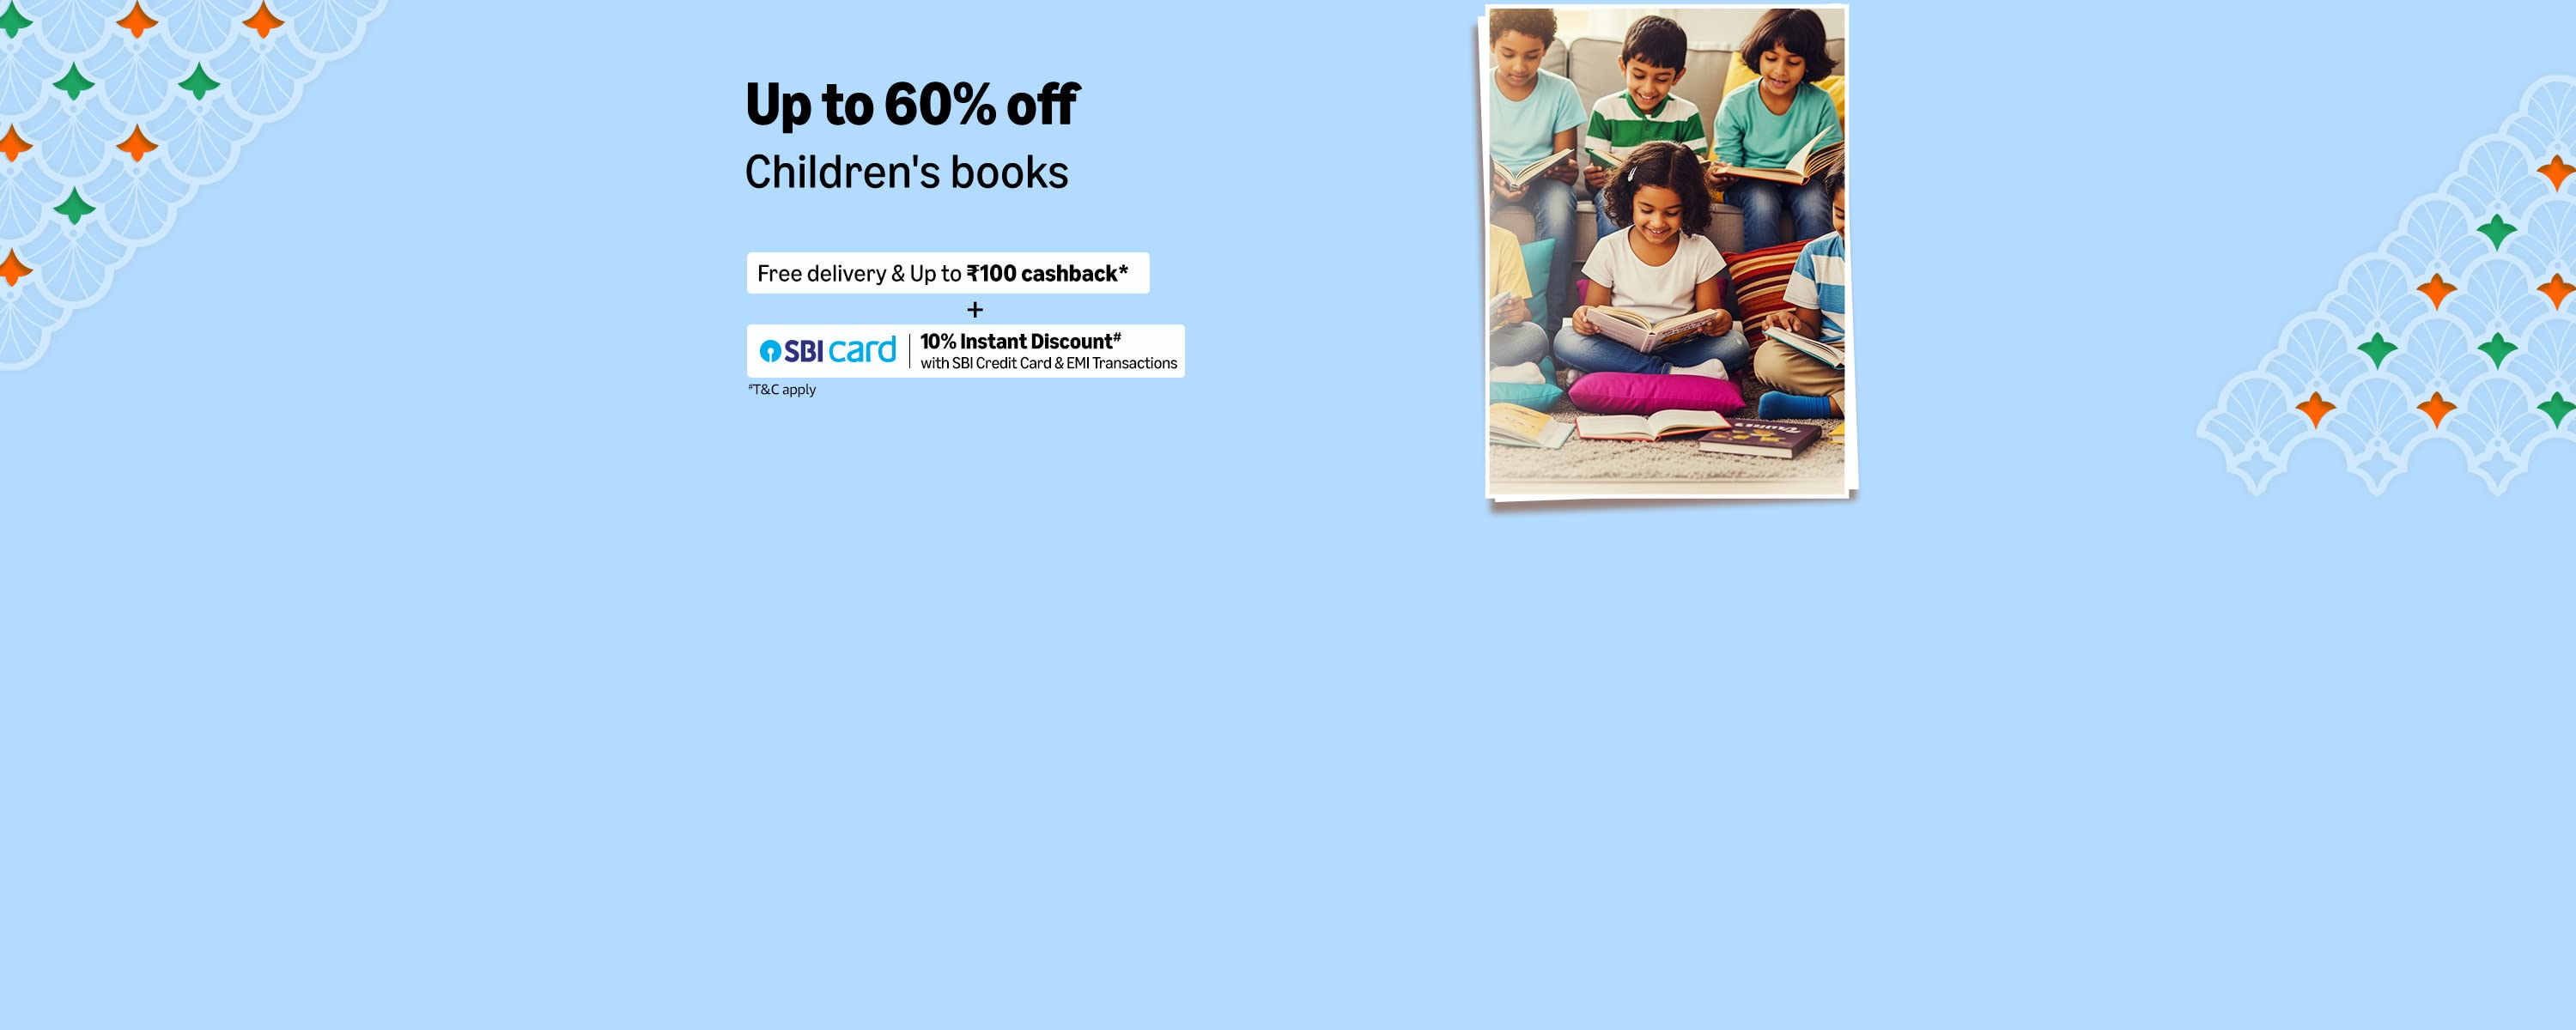 Up to 60% off
Children's books
Free delivery & Up to ₹100 cashback*
+
SBI card
10% Instant Discount#
with SBI Credit Card & EMI Transactions
#T&C apply